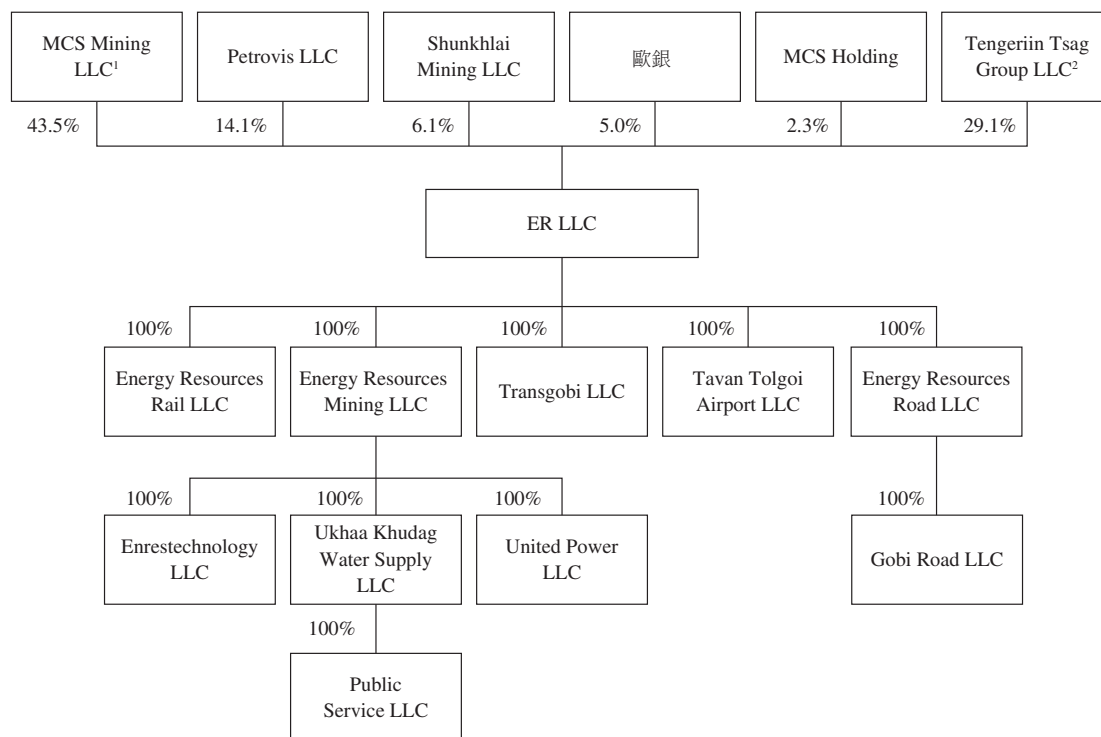 MCS Mining
LLC¹
Petrovis LLC
Shunkhlai
Mining LLC
歐銀
MCS Holding
Tengeriin Tsag
Group LLC²
43.5%
14.1%
6.1%
5.0%
2.3%
29.1%
ER LLC
100%
100%
100%
100%
100%
Energy Resources
Rail LLC
Energy Resources
Mining LLC
Transgobi LLC
Tavan Tolgoi
Airport LLC
Energy Resources
Road LLC
100%
100%
100%
100%
Enrestechnology
LLC
Ukhaa Khudag
Water Supply
LLC
United Power
LLC
Gobi Road LLC
100%
Public
Service LLC